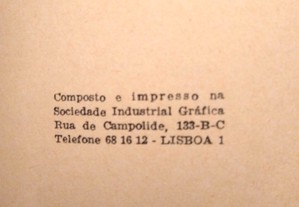 Composto e impresso na
Sociedade Industrial Gráfica
Rua de Campolide, 133-B-C
Telefone 68 16 12 - LISBOA 1